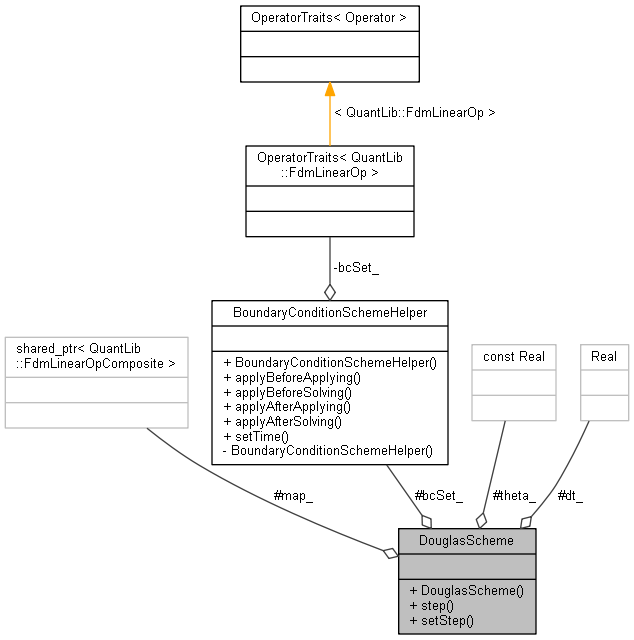 OperatorTraits< Operator >
< QuantLib::FdmLinearOp >
OperatorTraits< QuantLib
::FdmLinearOp >
-bcSet_
BoundaryConditionSchemeHelper
+ BoundaryConditionSchemeHelper()
+ applyBeforeApplying()
+ applyBeforeSolving()
+ applyAfterApplying()
+ applyAfterSolving()
+ setTime()
- BoundaryConditionSchemeHelper()
shared_ptr< QuantLib
::FdmLinearOpComposite >
const Real
Real
#map_
#bcSet_
#theta_
#dt_
DouglasScheme
+ DouglasScheme()
+ step()
+ setStep()